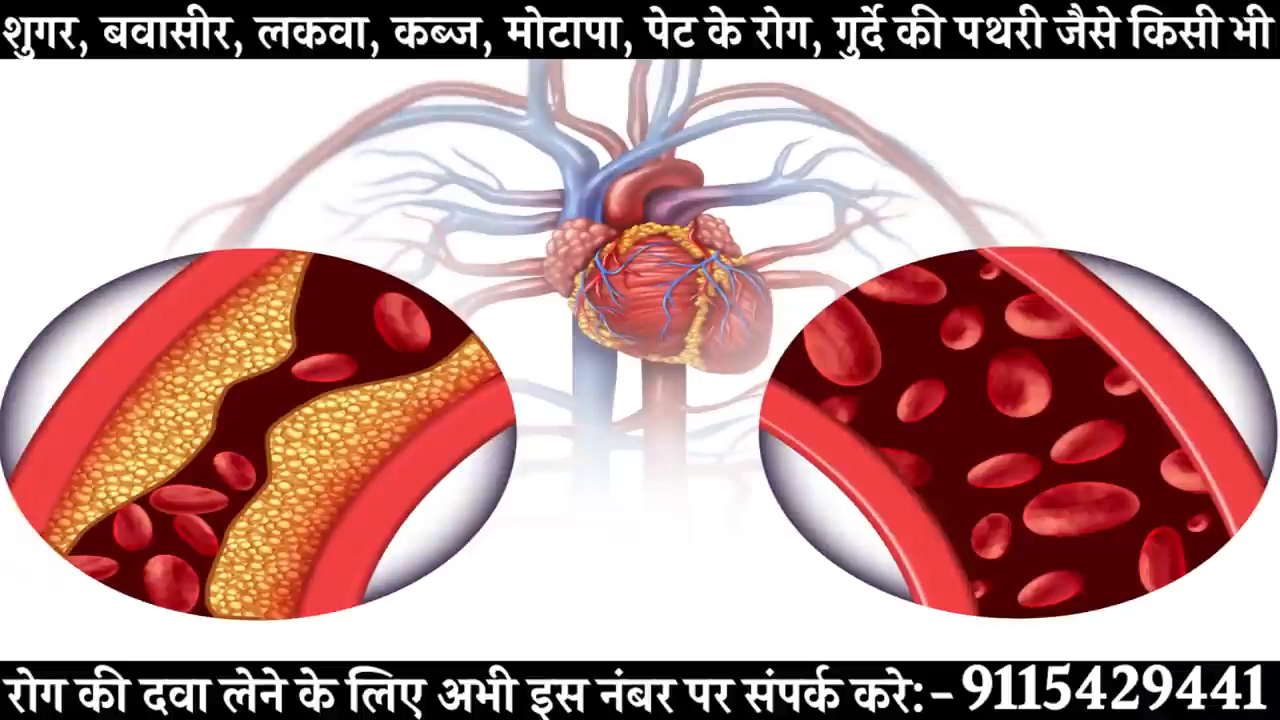 शुगर, बवासीर, लकवा, कब्ज, मोटापा, पेट के रोग, गुर्दे की पथरी जैसे किसी भी
रोग की दवा लेने के लिए अभी इस नंबर पर संपर्क करे:-9115429441